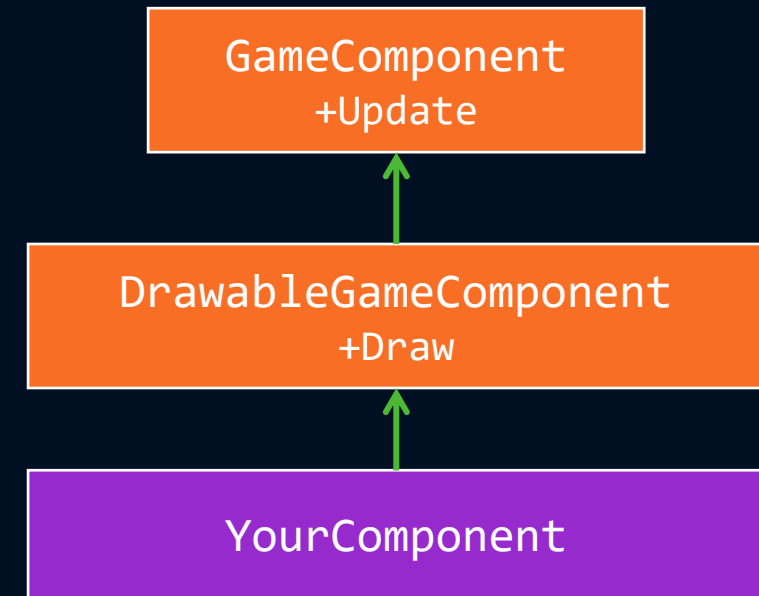 GameComponent
+Update
DrawableGameComponent
+Draw
YourComponent